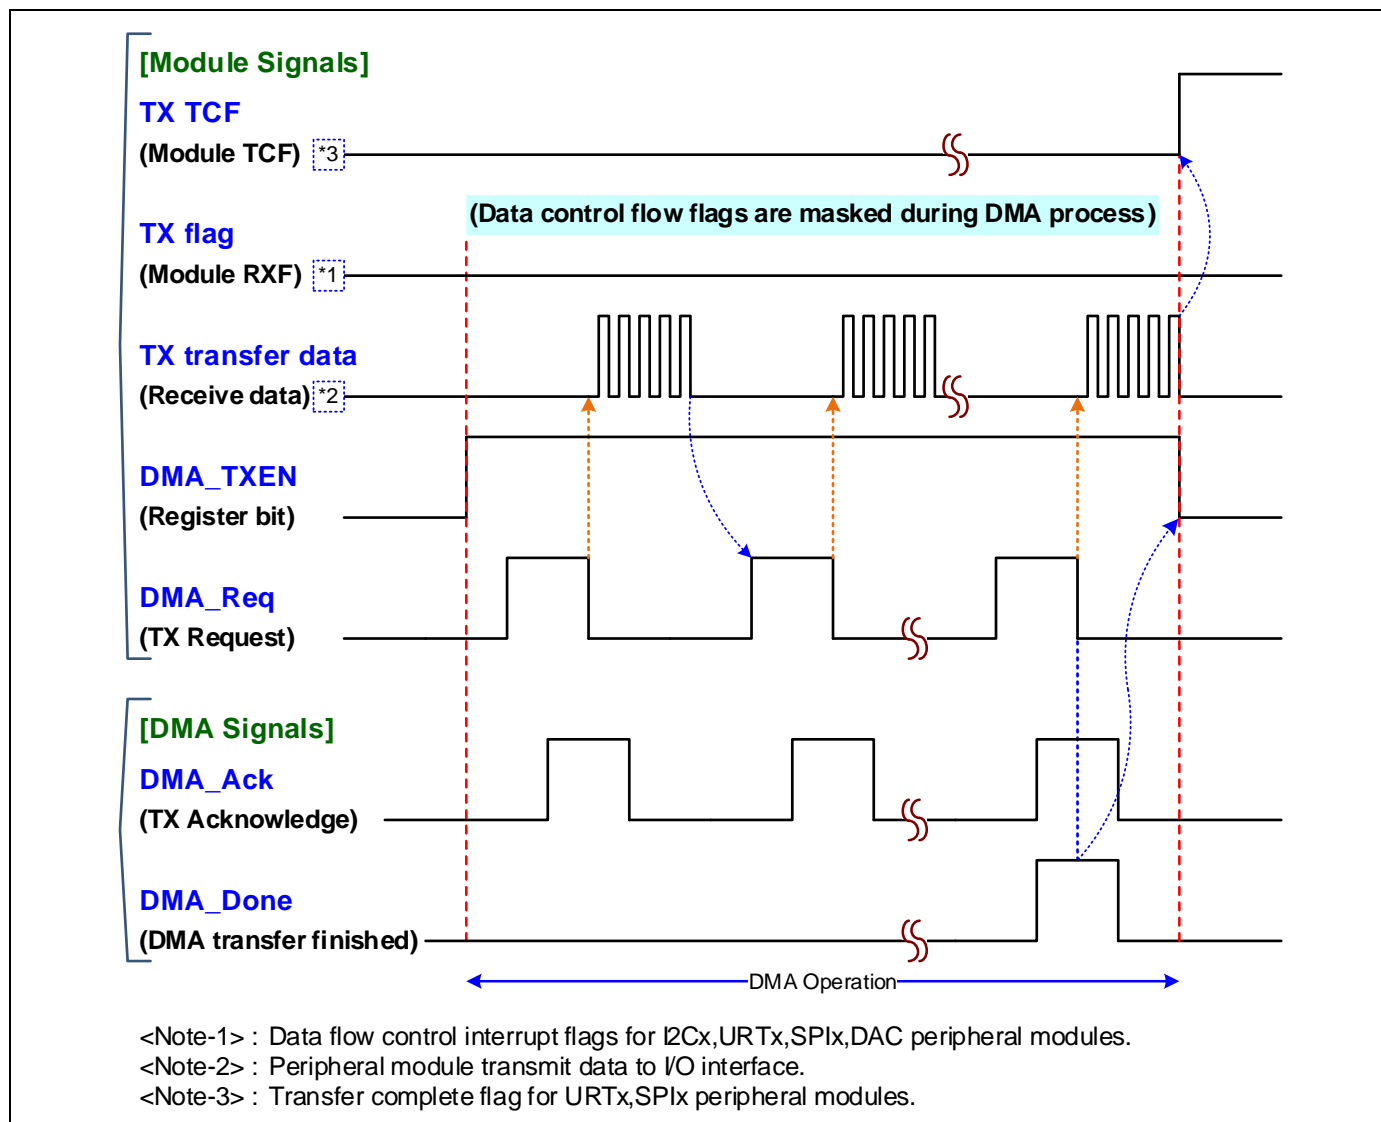 [Module Signals]
TX TCF
(Module TCF) *3
(Data control flow flags are masked during DMA process)
TX flag
(Module RXF) *1
TX transfer data
(Receive data) *2
DMA_TXEN
(Register bit)
DMA_Req
(TX Request)
[DMA Signals]
DMA_Ack
(TX Acknowledge)
DMA_Done
(DMA transfer finished)
DMA Operation
<Note-1> : Data flow control interrupt flags for I2Cx,URTx,SPIx,DAC peripheral modules.
<Note-2> : Peripheral module transmit data to I/O interface.
<Note-3> : Transfer complete flag for URTx,SPIx peripheral modules.